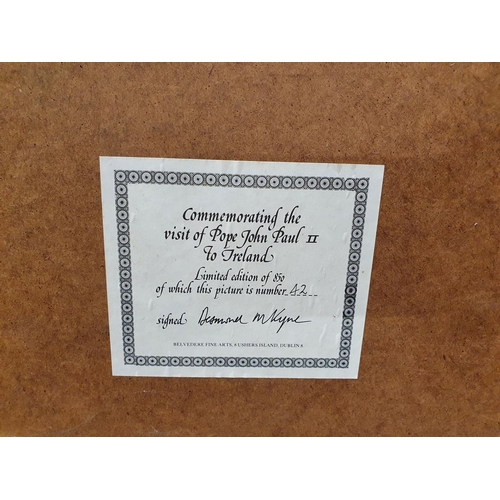 Commemorating the
visit of Pope John Paul II
To Ireland
Limited edition of 850
of which this picture is number 42
signed: Desmond McKyne
BELVEDERE FINE ARTS, 8 USHERS ISLAND, DUBLIN 8